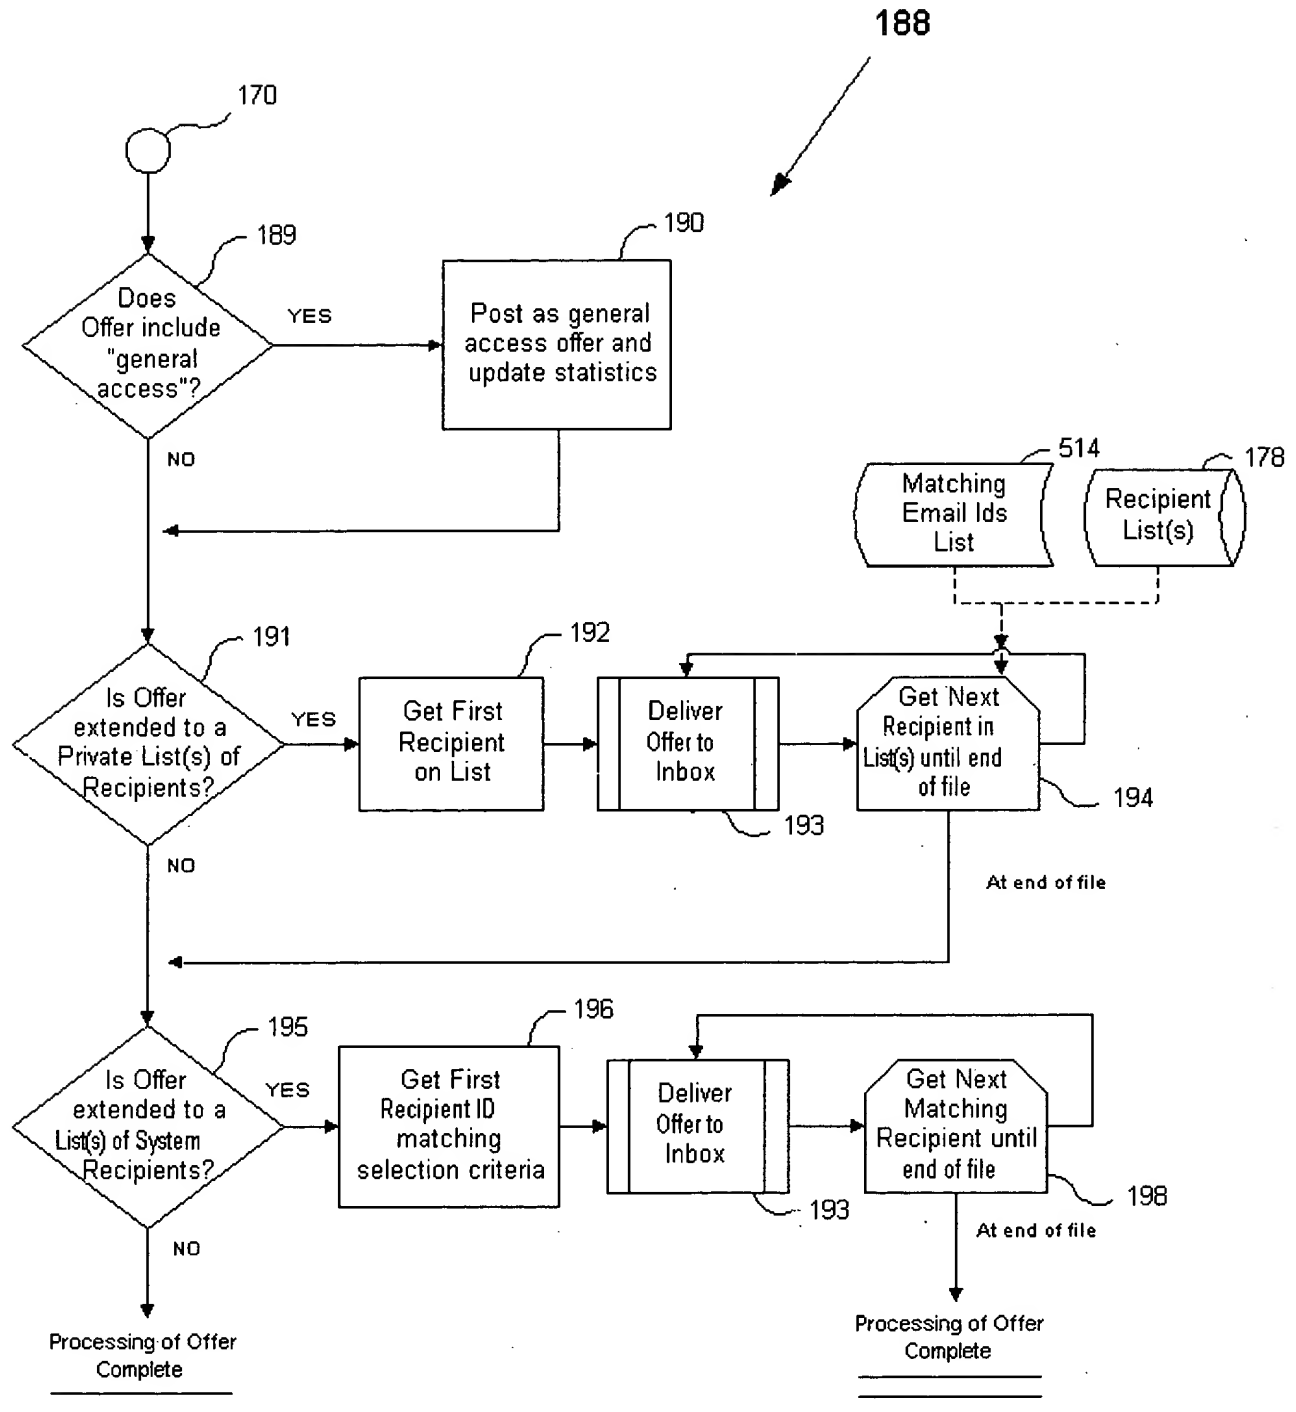 188
170
189
190
Does
Offer include
"general
access"?
YES
Post as general
access offer and
update statistics
NO
514
178
Matching
Email Ids
List
Recipient
List(s)
191
192
Is Offer
extended to a
Private List(s) of
Recipients?
YES
Get First
Recipient
on List
Deliver
Offer to
Inbox
Get Next
Recipient in
List(s) until end
of file
193
194
NO
At end of file
195
196
Is Offer
extended to a
List(s) of System
Recipients?
YES
Get First
Recipient ID
matching
selection criteria
Deliver
Offer to
Inbox
Get Next
Matching
Recipient until
end of file
193
198
NO
At end of file
Processing of Offer
Complete
Processing of Offer
Complete